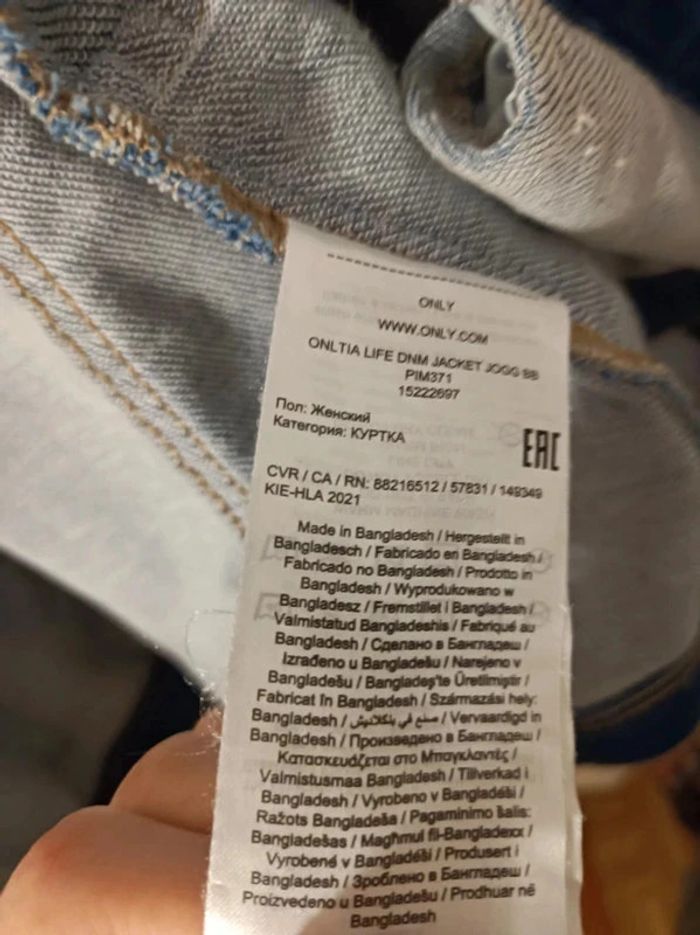 ONLY
WWW.ONLY.COM
ONLTIA LIFE DNM JACKET JOGG BB
PIM371
15222697
Пол: Женский
Категория: КУРТКА
EAC
CVR / CA / RN: 88216512 / 57831 / 149349
KIE-HLA 2021
Made in Bangladesh / Hergestellt in
Bangladesch / Fabricado en Bangladesh /
Fabricado no Bangladesh / Prodotto in
Bangladesh / Wyprodukowano w
Bangladesz / Fremstillet i Bangladesh /
Valmistatud Bangladeshis / Fabriqué au
Bangladesh / Сделано в Бангладеш /
Izrađeno u Bangladešu / Narejeno v
Bangladešu / Bangladeş'te Üretilmiştir /
Fabricat în Bangladesh / Származási hely:
Bangladesh / صنع في بنكلاديش / Vervaardigd in
Bangladesh / Произведено в Бангладеш /
Κατασκευάζεται στο Μπαγκλαντές /
Valmistusmaa Bangladesh / Tillverkad i
Bangladesh / Vyrobeno v Bangladéši /
Ražots Bangladeša / Pagaminimo šalis:
Bangladešas / Magħmul fil-Bangladexx /
Vyrobené v Bangladéši / Produsert i
Bangladesh / Зроблено в Бангладеш /
Proizvedeno u Bangladešu / Prodhuar në
Bangladesh